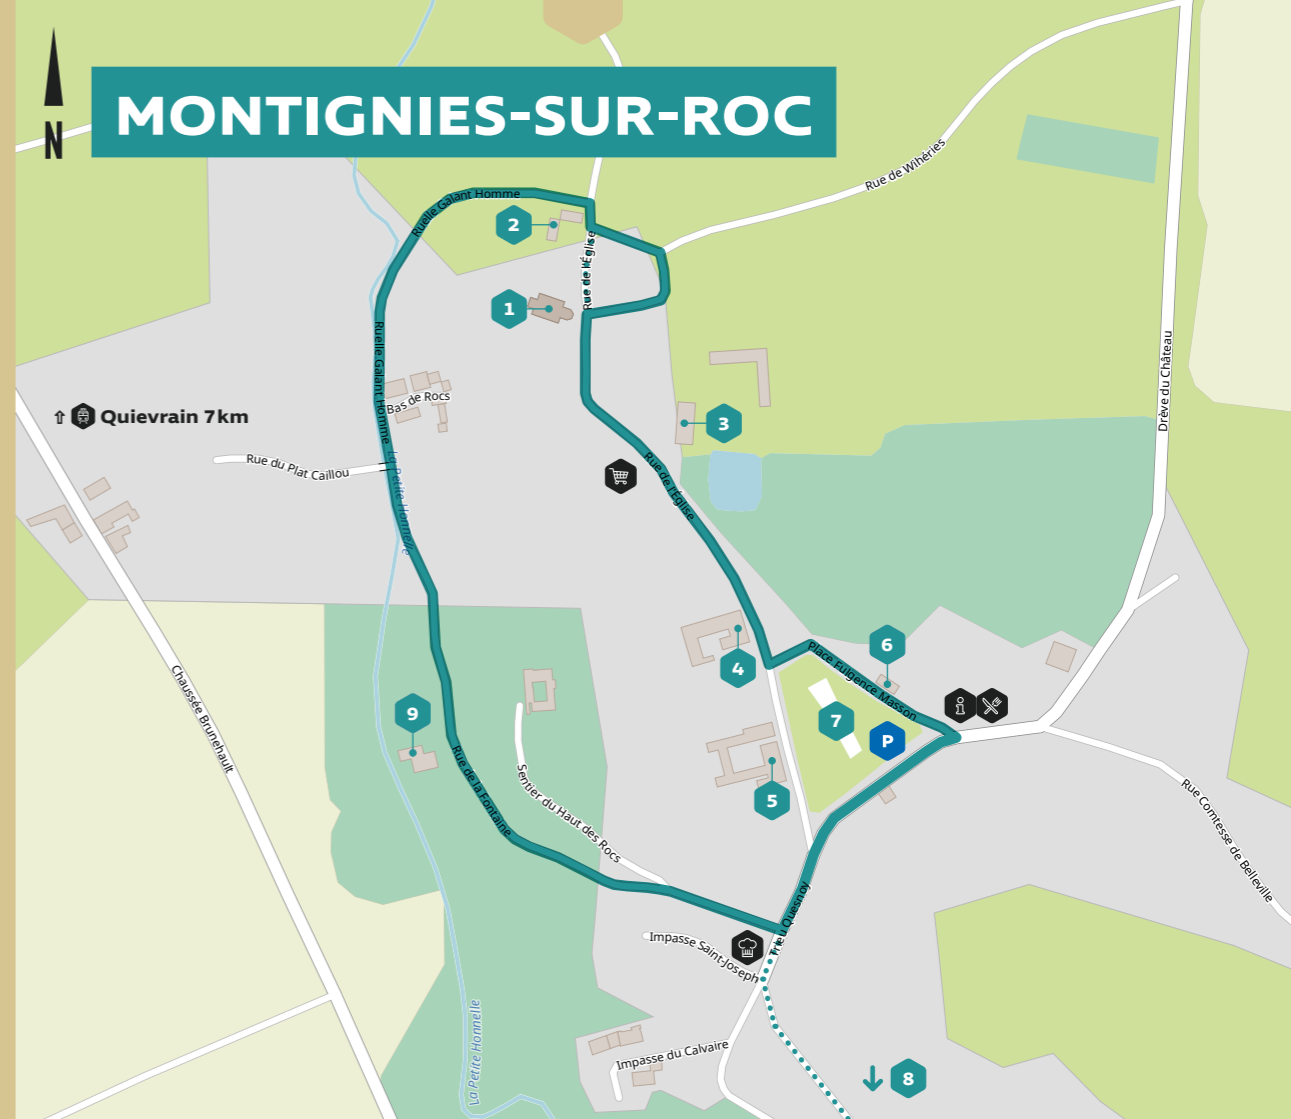 MONTIGNIES-SUR-ROC
N
Rue de Wihéries
Ruelle Galant Homme
2
Rue de l'Église
1
Ruelle Galant Homme
Drève du Château
Bas de Rocs
⇧ Quievrain 7km
3
Rue du Plat Caillou
La Petite Honnelle
Rue de l'Église
4
6
Place Fulgence Masson
i
9
7
P
Chaussée Brunehault
Rue de la Fontaine
Sentier du Haut des Rocs
5
Rue Comtesse de Belleville
Trieu Quesnoy
Impasse Saint-Joseph
La Petite Honnelle
Impasse du Calvaire
↓ 8